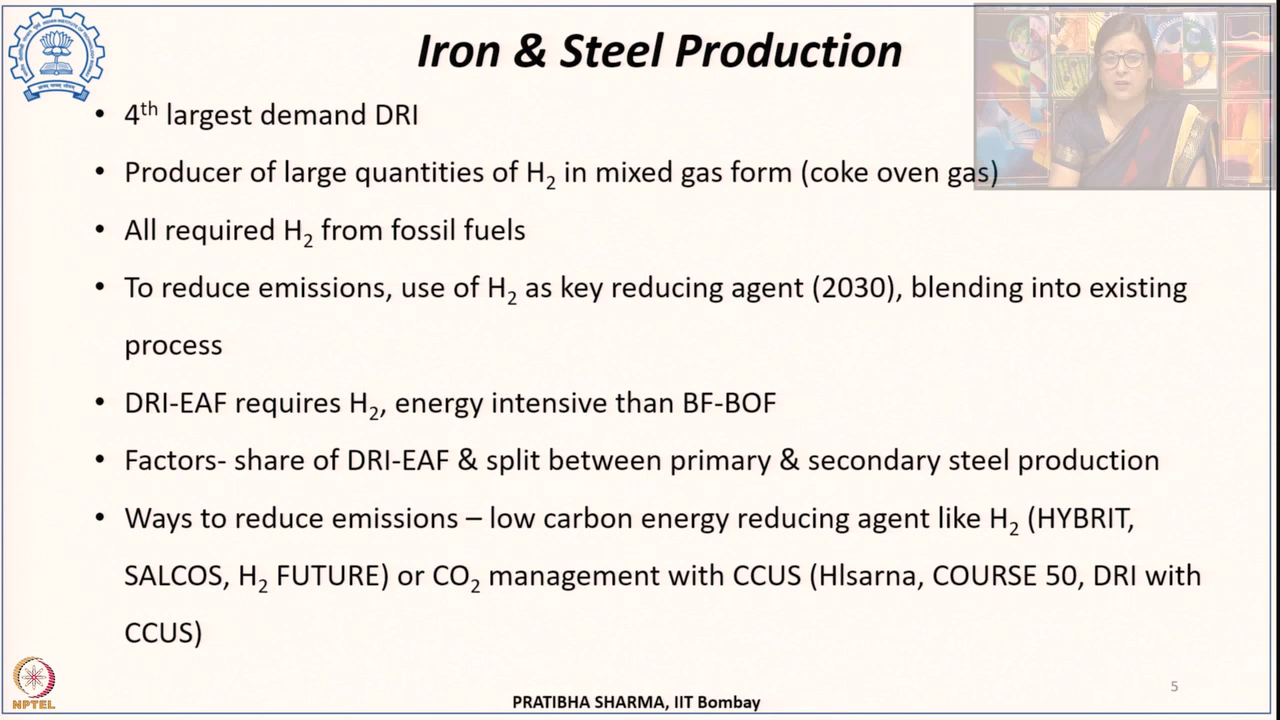 Iron & Steel Production
• 4th largest demand DRI
• Producer of large quantities of H2 in mixed gas form (coke oven gas)
• All required H2 from fossil fuels
• To reduce emissions, use of H2 as key reducing agent (2030), blending into existing
process
• DRI-EAF requires H2, energy intensive than BF-BOF
• Factors- share of DRI-EAF & split between primary & secondary steel production
• Ways to reduce emissions – low carbon energy reducing agent like H2 (HYBRIT,
SALCOS, H2 FUTURE) or CO2 management with CCUS (HIsarna, COURSE 50, DRI with
CCUS)
5
NPTEL
PRATIBHA SHARMA, IIT Bombay